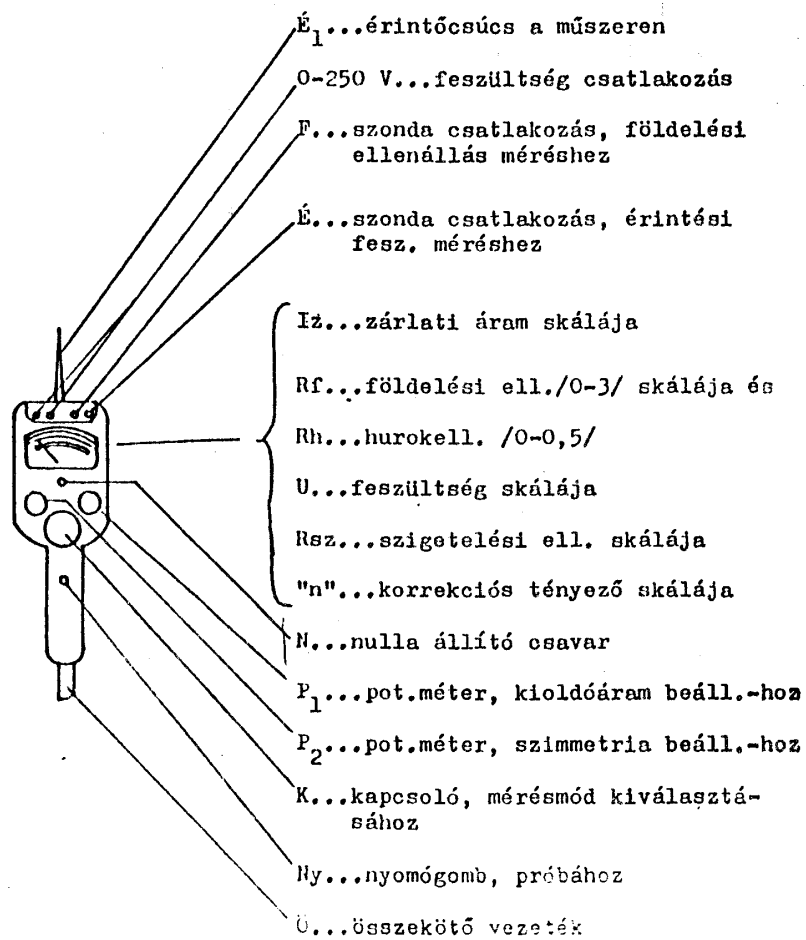 É1...érintőcsúcs a műszeren
0-250 V...feszültség csatlakozás
F...szonda csatlakozás, földelési
ellenállás méréshez
É...szonda csatlakozás, érintési
fesz. méréshez
Iż...zárlati áram skálája
Rf...földelési ell./0-3/ skálája és
Rh...hurokell. /0-0,5/
U...feszültség skálája
Rsz...szigetelési ell. skálája
"n"...korrekciós tényező skálája
N...nulla állító csavar
P1...pot.méter, kioldóáram beáll.-hoz
P2...pot.méter, szimmetria beáll.-hoz
K...kapcsoló, mérésmód kiválasztá-
sához
Ny...nyomógomb, próbához
Ö...összekötő vezeték